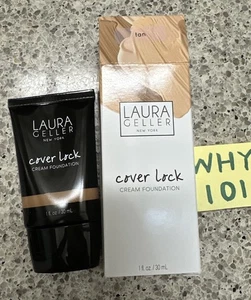 LAURA
GELLER
NEW YORK
cover lock
CREAM FOUNDATION
1 fl oz / 30 mL
tan
LAURA
GELLER
NEW YORK
cover lock
CREAM FOUNDATION
1 fl. oz / 30 mL
WHY
101